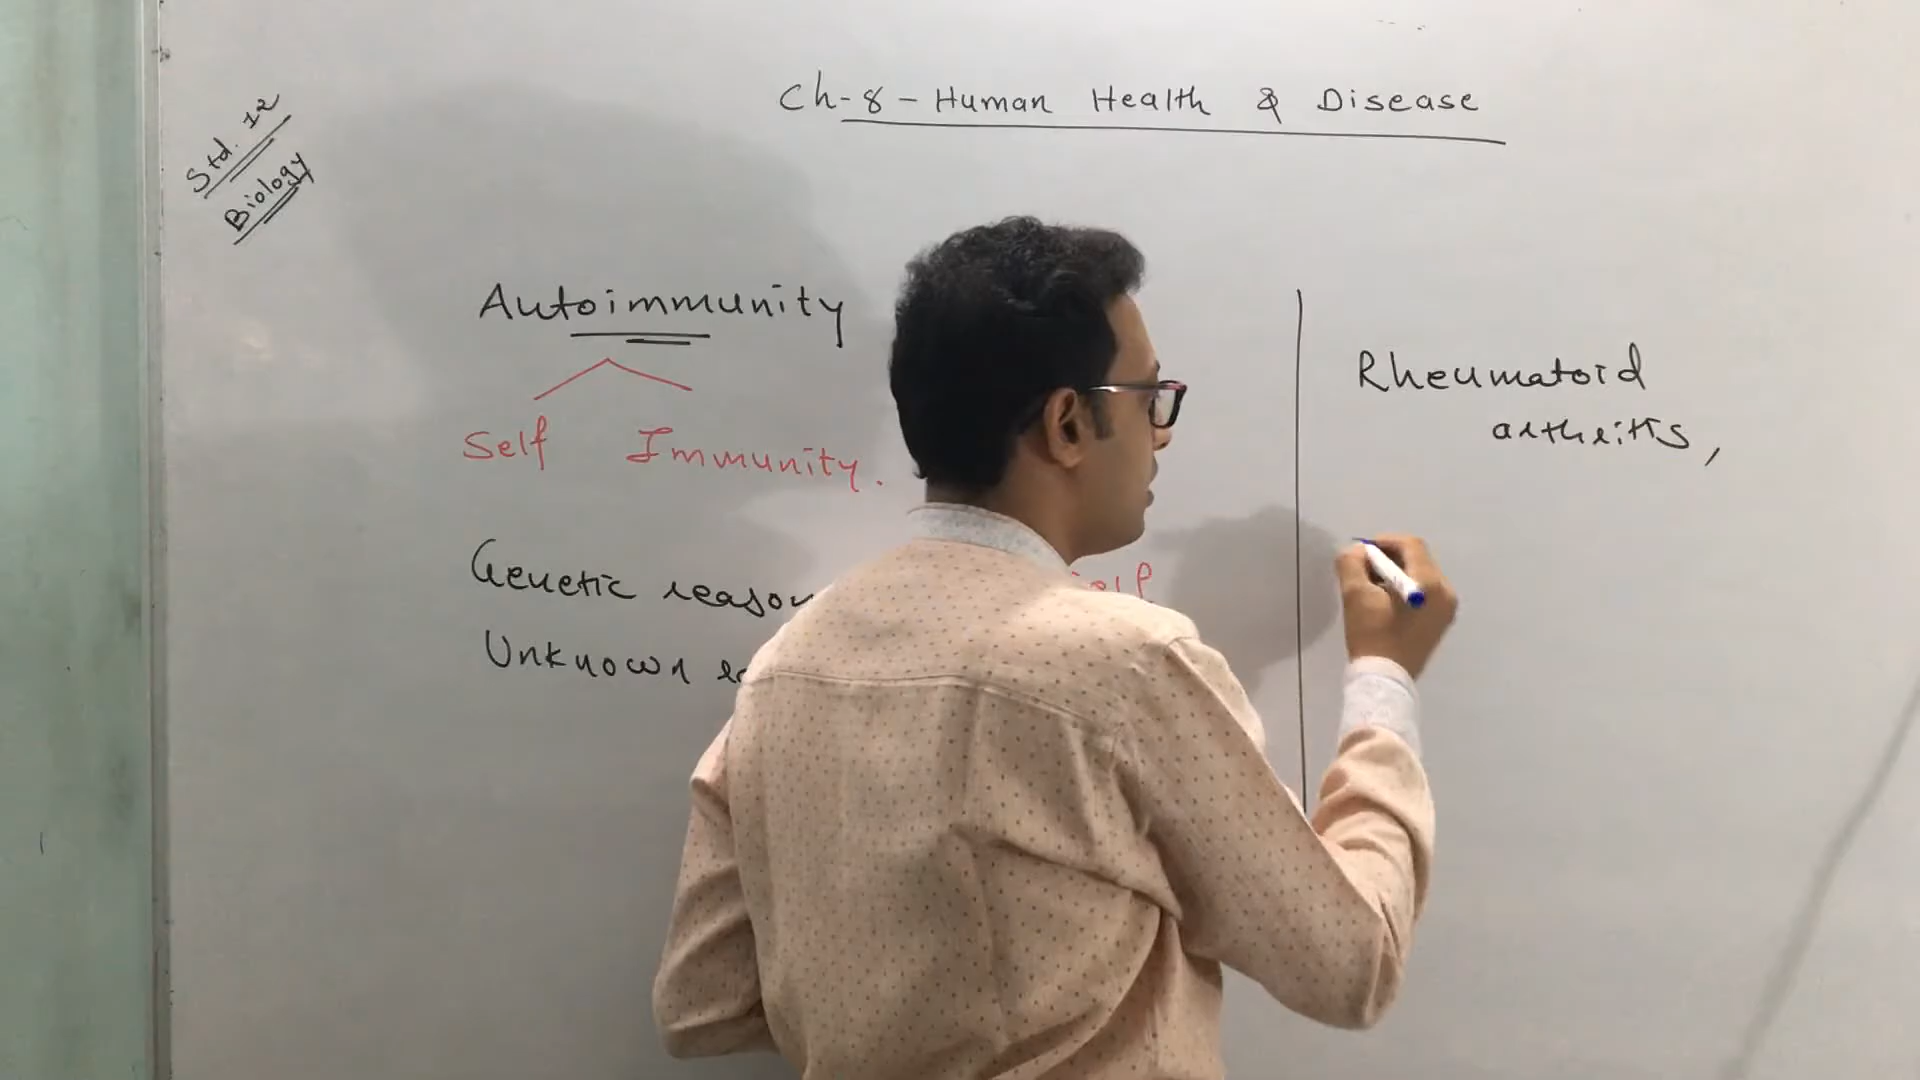 Ch-8 - Human Health & Disease
Std. 12
Biology
Autoimmunity
Self Immunity.
Genetic reason
Unknown
Rheumatoid
arthritis,